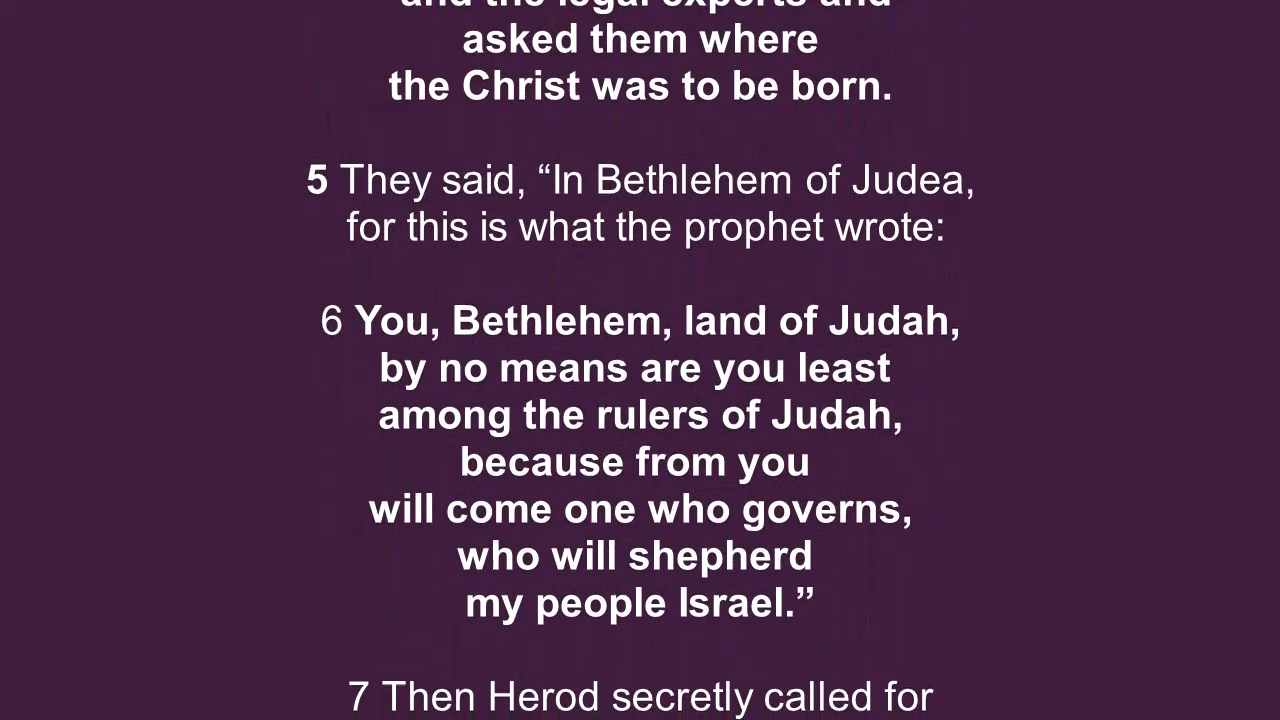 and the legal experts and
asked them where
the Christ was to be born.
5 They said, “In Bethlehem of Judea,
for this is what the prophet wrote:
6 You, Bethlehem, land of Judah,
by no means are you least
among the rulers of Judah,
because from you
will come one who governs,
who will shepherd
my people Israel.”
7 Then Herod secretly called for